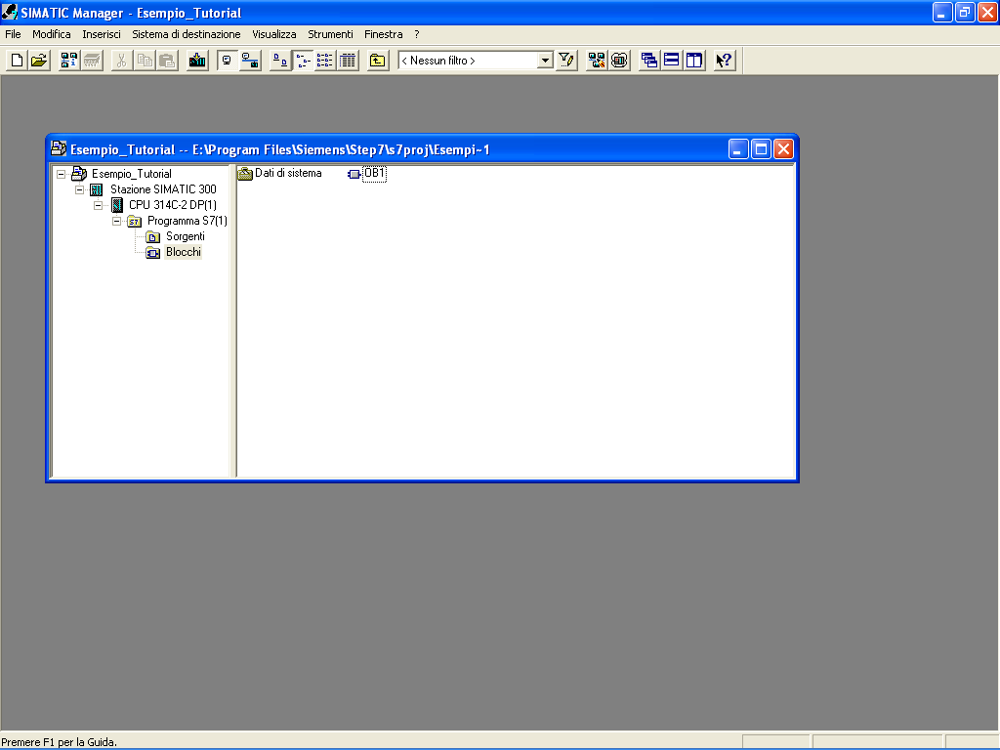 SIMATIC Manager - Esempio_Tutorial
File Modifica Inserisci Sistema di destinazione Visualizza Strumenti Finestra ?
< Nessun filtro >
Esempio_Tutorial -- E:\Program Files\Siemens\Step7\s7proj\Esempi~1
Esempio_Tutorial
Stazione SIMATIC 300
CPU 314C-2 DP(1)
Programma S7(1)
Sorgenti
Blocchi
Dati di sistema OB1
Premere F1 per la Guida.